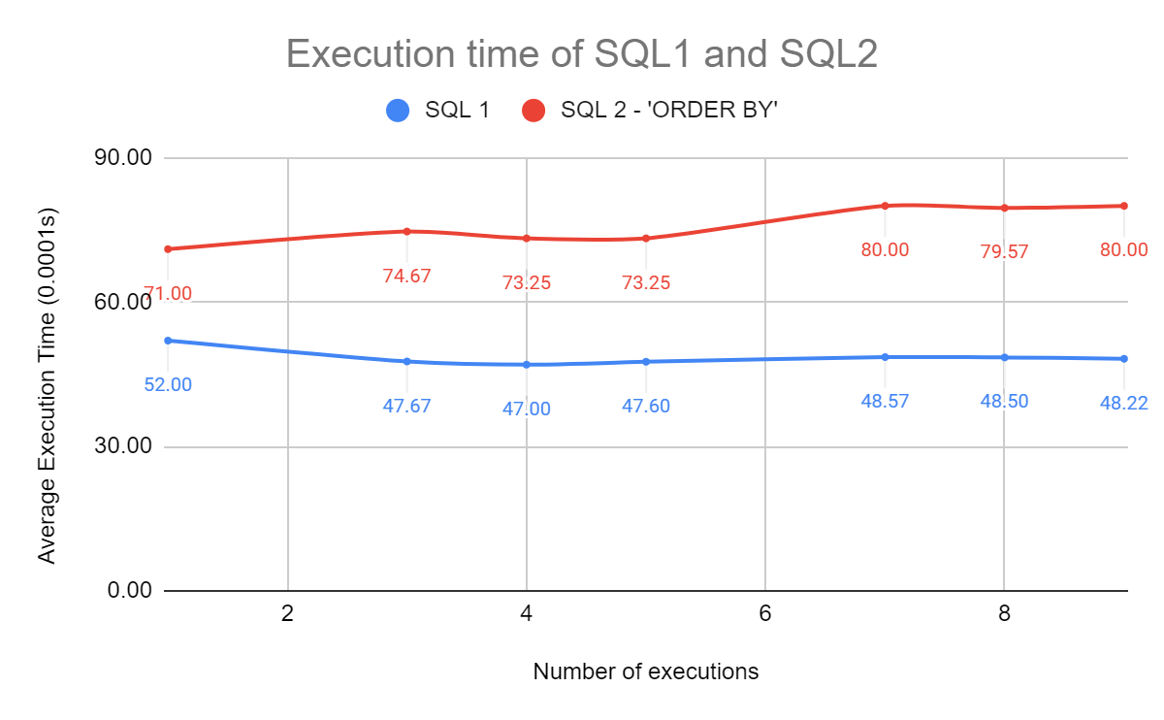 Execution time of SQL1 and SQL2
SQL 1 SQL 2 - 'ORDER BY'
Average Execution Time (0.0001s)
90.00
60.00
30.00
0.00
71.00 74.67 73.25 73.25 80.00 79.57 80.00
52.00 47.67 47.00 47.60 48.57 48.50 48.22
2 4 6 8
Number of executions